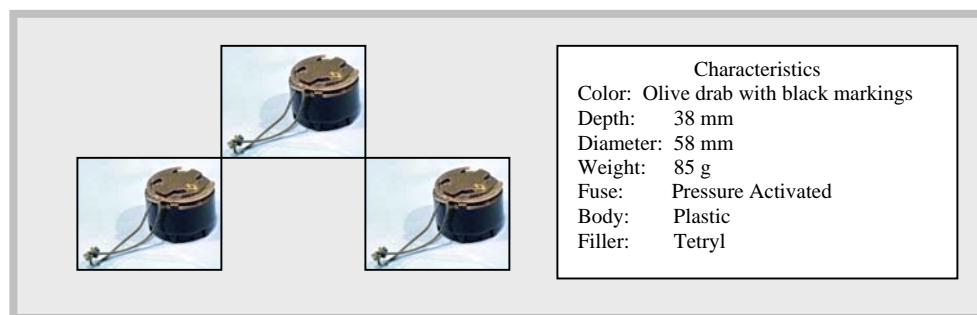 Characteristics
Color: Olive drab with black markings
Depth: 38 mm
Diameter: 58 mm
Weight: 85 g
Fuse: Pressure Activated
Body: Plastic
Filler: Tetryl